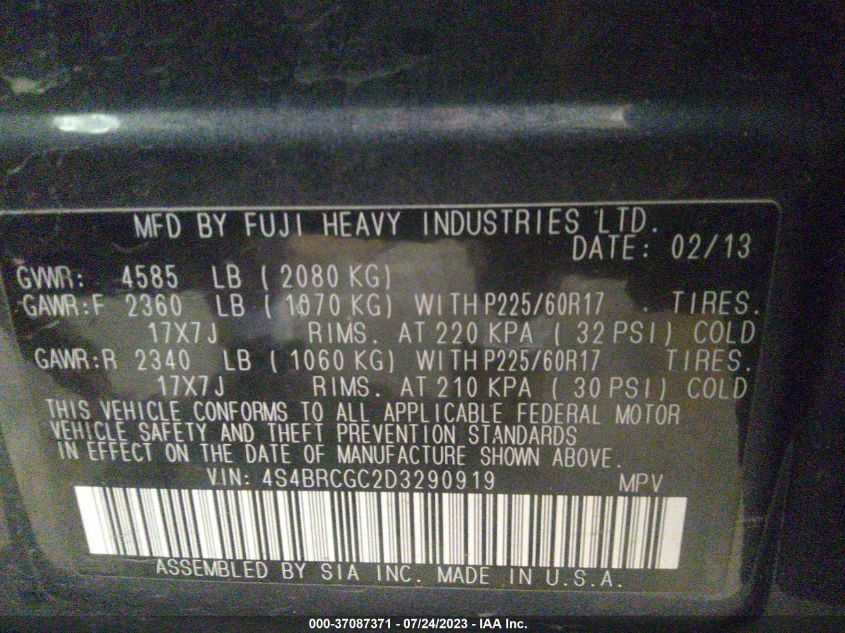 MFD BY FUJI HEAVY INDUSTRIES LTD.
DATE: 02/13
GVWR: 4585 LB ( 2080 KG)
GAWR:F 2360 LB ( 1070 KG) WITH P225/60R17 TIRES.
17X7J RIMS. AT 220 KPA ( 32 PSI) COLD
GAWR:R 2340 LB ( 1060 KG) WITH P225/60R17 TIRES.
17X7J RIMS. AT 210 KPA ( 30 PSI) COLD
THIS VEHICLE CONFORMS TO ALL APPLICABLE FEDERAL MOTOR
VEHICLE SAFETY AND THEFT PREVENTION STANDARDS
IN EFFECT ON THE DATE OF MANUFACTURE SHOWN ABOVE.
VIN: 4S4BRCGC2D3290919 MPV
ASSEMBLED BY SIA INC. MADE IN U.S.A.
000-37087371 - 07/24/2023 - IAA Inc.